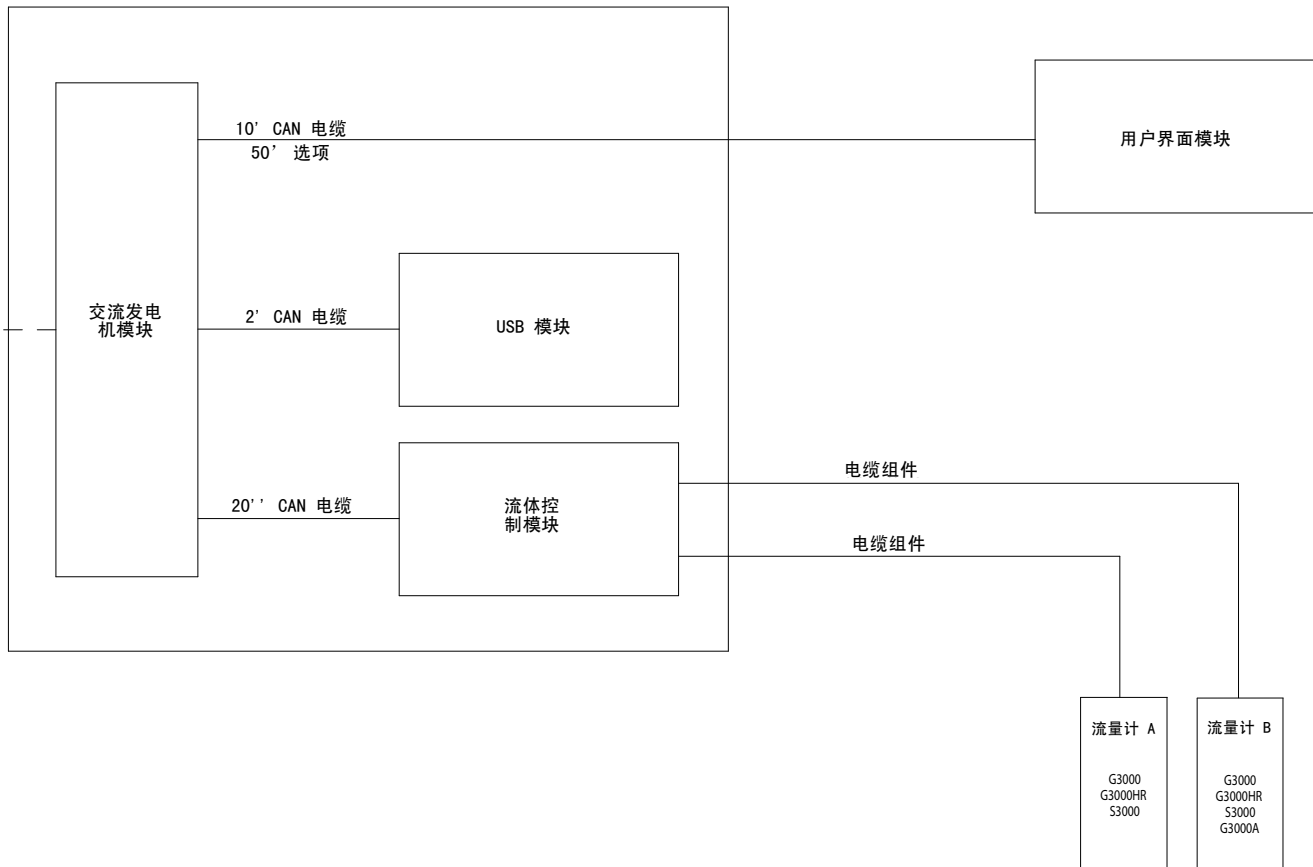 10' CAN 电缆
50' 选项
用户界面模块
交流发电
机模块
2' CAN 电缆
USB 模块
20'' CAN 电缆
流体控
制模块
电缆组件
电缆组件
流量计 A
G3000
G3000HR
S3000
流量计 B
G3000
G3000HR
S3000
G3000A